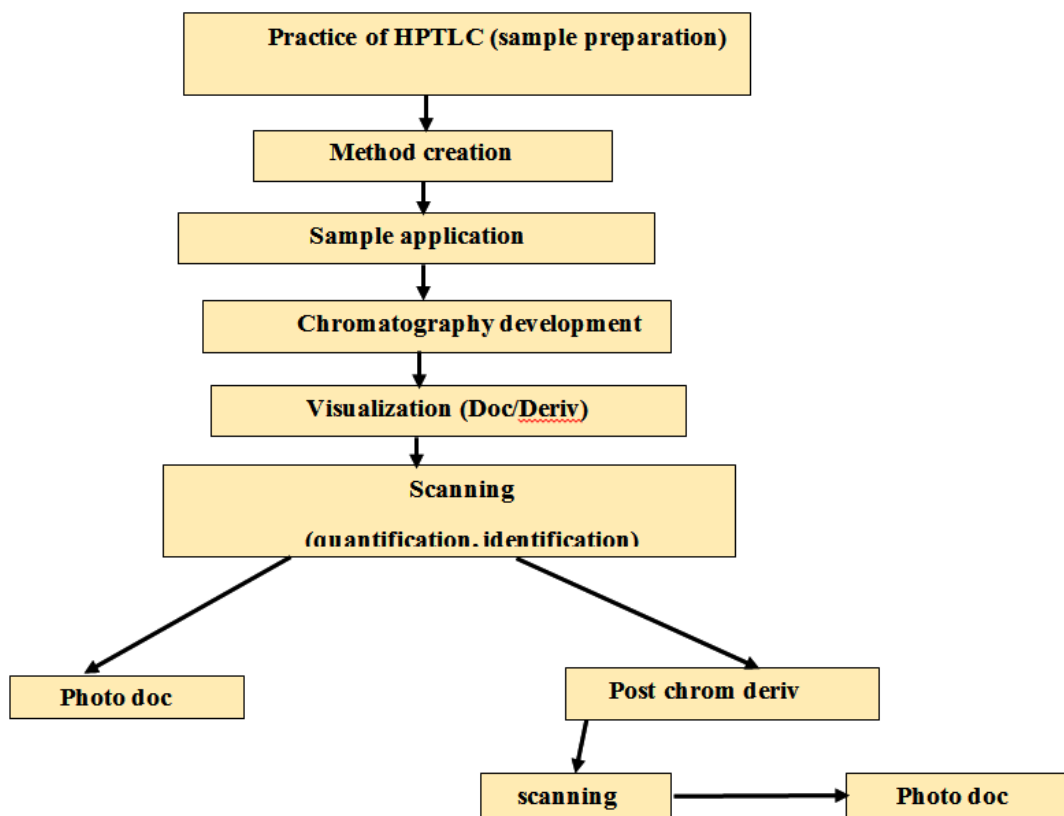 Practice of HPTLC (sample preparation)
Method creation
Sample application
Chromatography development
Visualization (Doc/Deriv)
Scanning
(quantification, identification)
Photo doc
Post chrom deriv
scanning
Photo doc